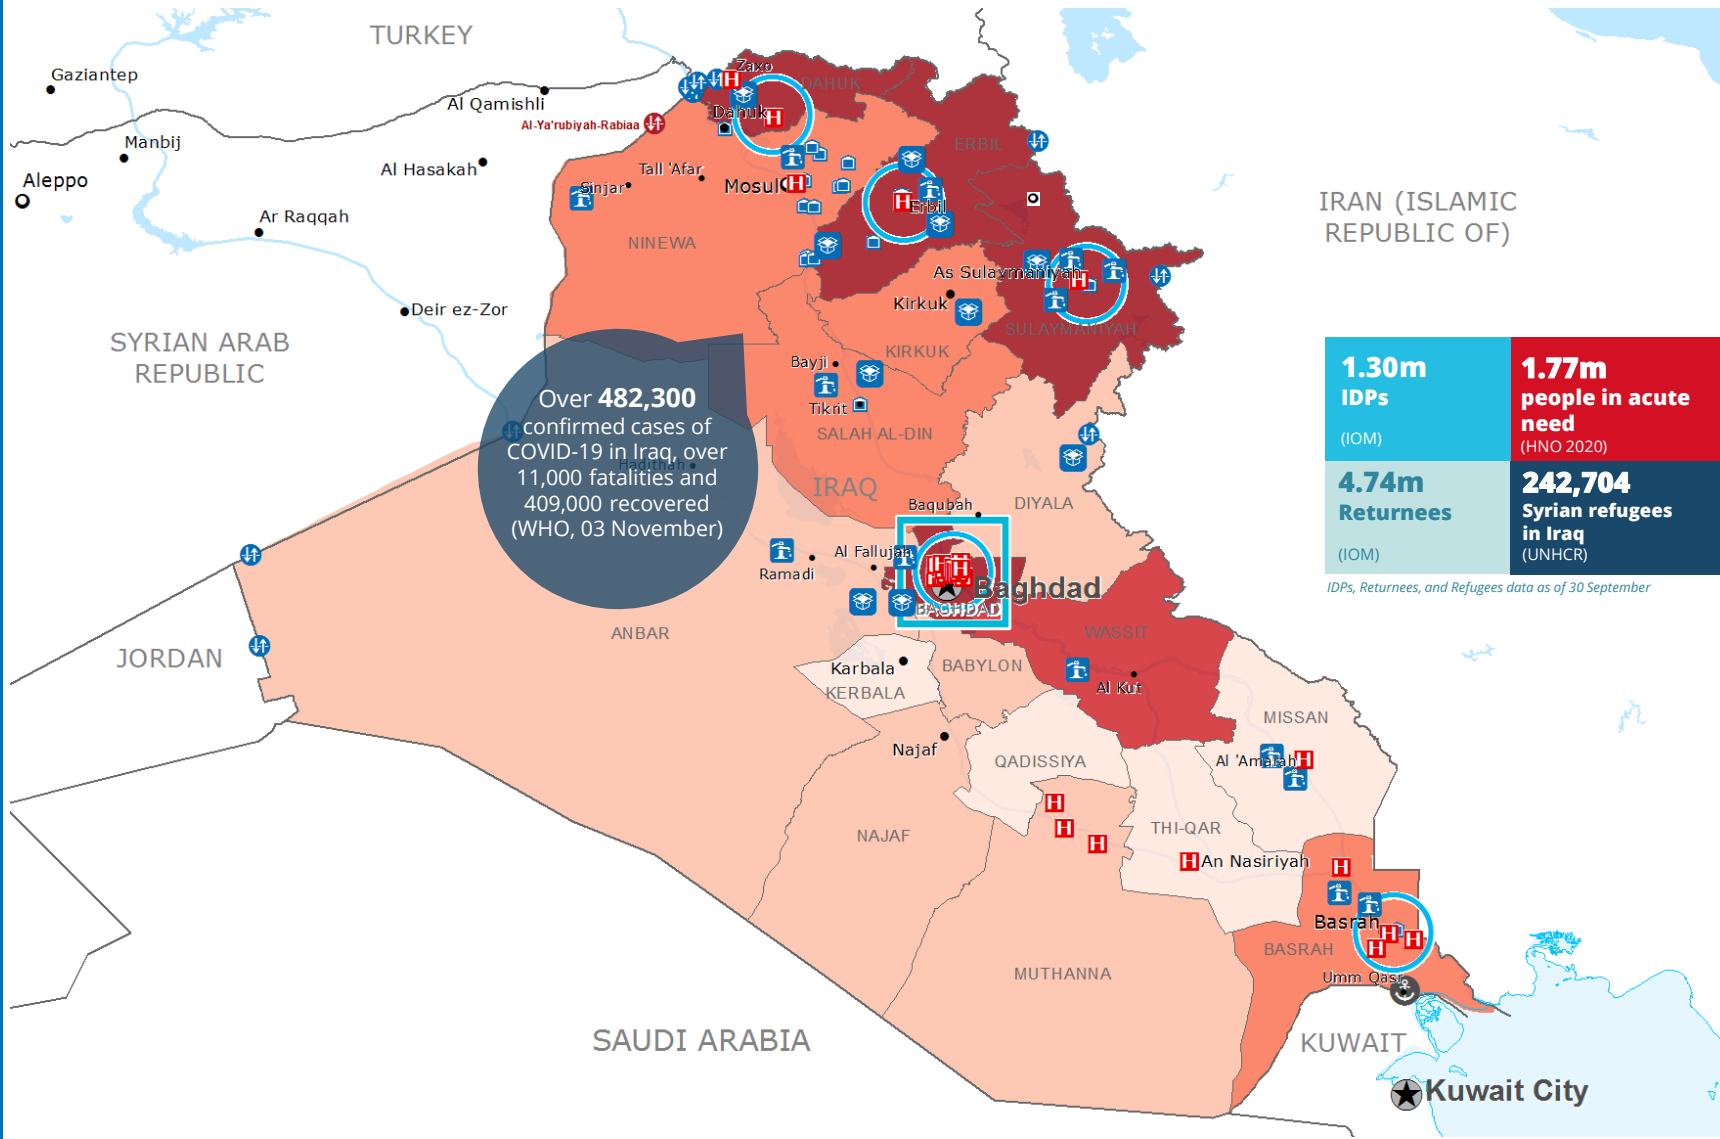 TURKEY
Gaziantep
Zaxo
DAHUK
Al Qamishli
Dahuk
Al-Ya'rubiyah-Rabiaa
Manbij
ERBIL
Al Hasakah
Tall 'Afar
Aleppo
Sinjar
Mosul
Ar Raqqah
Erbil
IRAN (ISLAMIC
REPUBLIC OF)
NINEWA
As Sulaymaniyah
Kirkuk
Deir ez-Zor
SULAYMANIYAH
SYRIAN ARAB
REPUBLIC
KIRKUK
Bayji
Tikrit
SALAH AL-DIN
Over 482,300
confirmed cases of
COVID-19 in Iraq, over
11,000 fatalities and
409,000 recovered
(WHO, 03 November)
Hadithah
1.30m
IDPs
(IOM)
1.77m
people in acute
need
(HNO 2020)
4.74m
Returnees
(IOM)
242,704
Syrian refugees
in Iraq
(UNHCR)
IDPs, Returnees, and Refugees data as of 30 September
IRAQ
Baqubah
DIYALA
Al Fallujah
Ramadi
Baghdad
BAGHDAD
ANBAR
WASSIT
JORDAN
Karbala
KERBALA
BABYLON
Al Kut
MISSAN
Najaf
QADISSIYA
Al 'Amarah
NAJAF
THI-QAR
An Nasiriyah
Basrah
BASRAH
MUTHANNA
Umm Qasr
SAUDI ARABIA
KUWAIT
Kuwait City